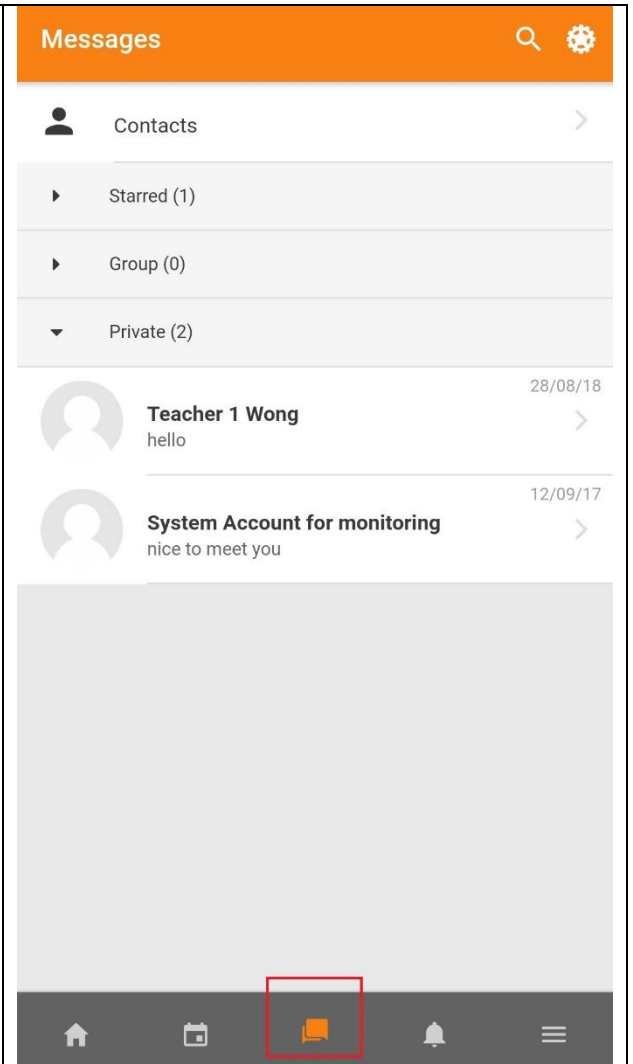 Messages
Contacts
Starred (1)
Group (0)
Private (2)
28/08/18
Teacher 1 Wong
hello
12/09/17
System Account for monitoring
nice to meet you